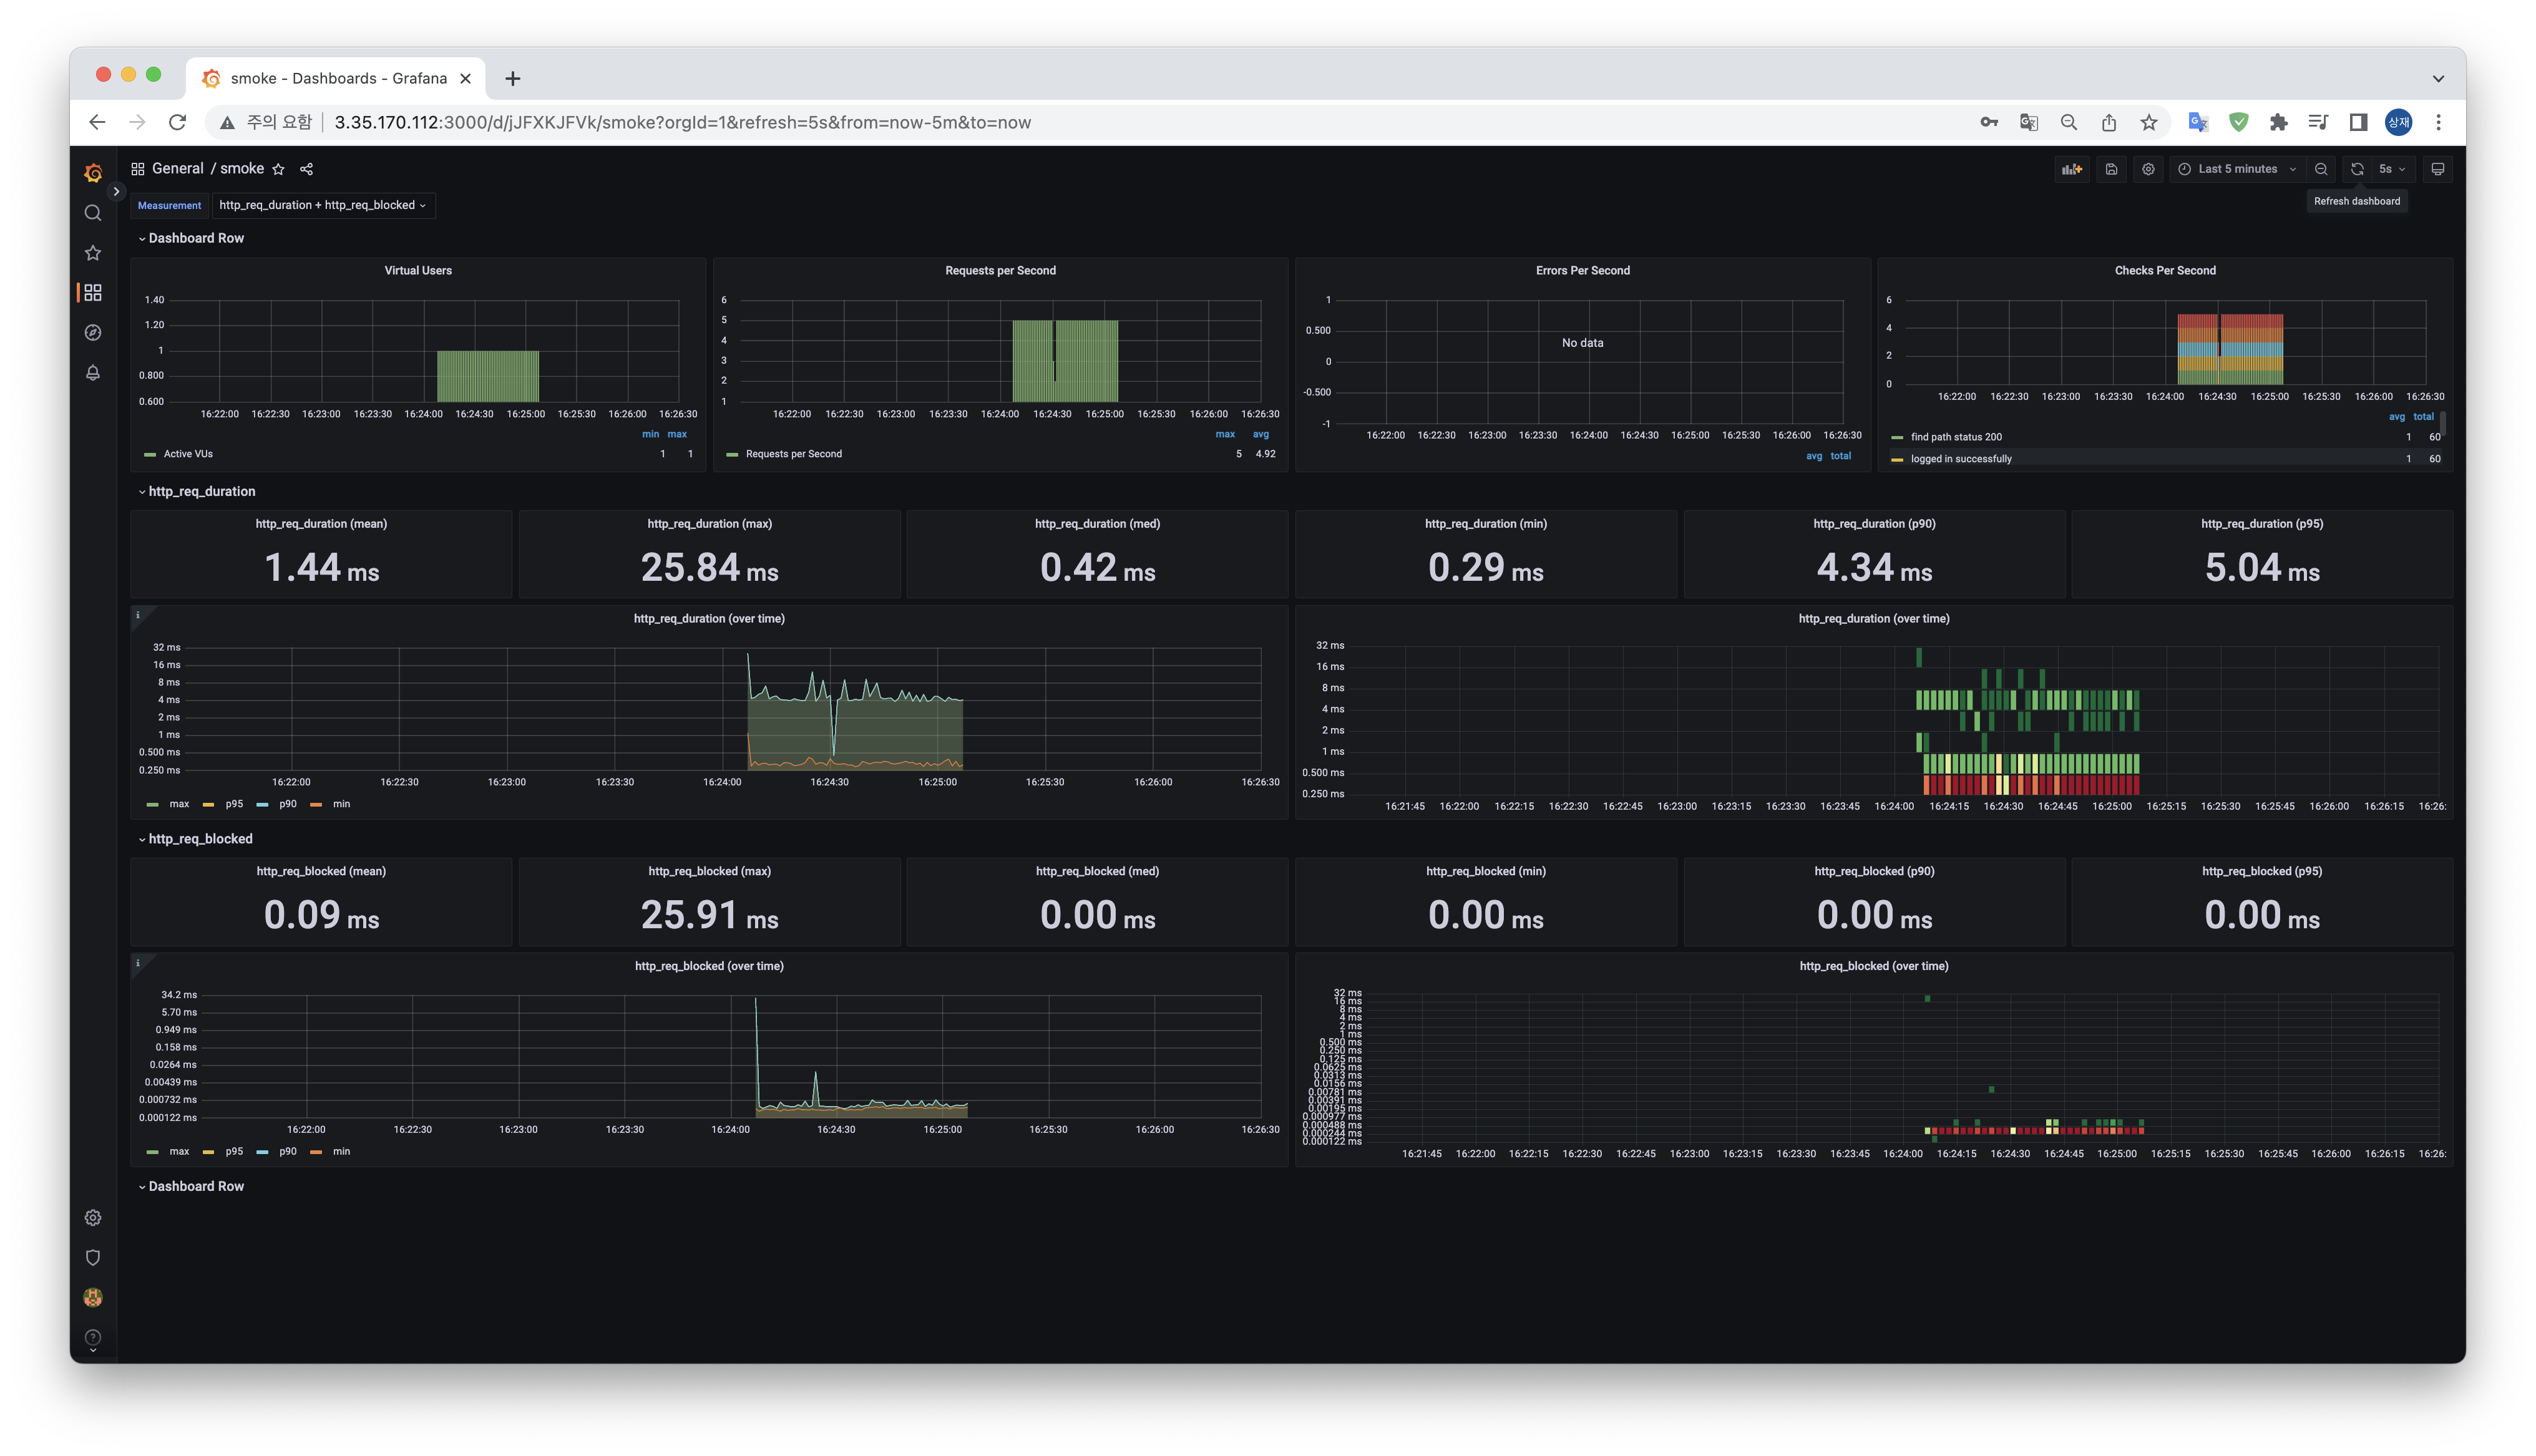 smoke - Dashboards - Grafana
주의 요함 3.35.170.112:3000/d/jJFXKJFVk/smoke?orgId=1&refresh=5s&from=now-5m&to=now
상재
General / smoke
Last 5 minutes
5s
Refresh dashboard
Measurement http_req_duration + http_req_blocked
Dashboard Row
Virtual Users
1.40
1.20
1
0.800
0.600
16:22:00 16:22:30 16:23:00 16:23:30 16:24:00 16:24:30 16:25:00 16:25:30 16:26:00 16:26:30
min max
Active VUs 1 1
Requests per Second
6
5
4
3
2
1
16:22:00 16:22:30 16:23:00 16:23:30 16:24:00 16:24:30 16:25:00 16:25:30 16:26:00 16:26:30
max avg
Requests per Second 5 4.92
Errors Per Second
1
0.500
0
-0.500
-1
No data
16:22:00 16:22:30 16:23:00 16:23:30 16:24:00 16:24:30 16:25:00 16:25:30 16:26:00 16:26:30
avg total
Checks Per Second
6
4
2
0
16:22:00 16:22:30 16:23:00 16:23:30 16:24:00 16:24:30 16:25:00 16:25:30 16:26:00 16:26:30
avg total
find path status 200 1 60
logged in successfully 1 60
http_req_duration
http_req_duration (mean)
1.44 ms
http_req_duration (max)
25.84 ms
http_req_duration (med)
0.42 ms
http_req_duration (min)
0.29 ms
http_req_duration (p90)
4.34 ms
http_req_duration (p95)
5.04 ms
http_req_duration (over time)
32 ms
16 ms
8 ms
4 ms
2 ms
1 ms
0.500 ms
0.250 ms
16:22:00 16:22:30 16:23:00 16:23:30 16:24:00 16:24:30 16:25:00 16:25:30 16:26:00 16:26:30
max p95 p90 min
http_req_duration (over time)
32 ms
16 ms
8 ms
4 ms
2 ms
1 ms
0.500 ms
0.250 ms
16:21:45 16:22:00 16:22:15 16:22:30 16:22:45 16:23:00 16:23:15 16:23:30 16:23:45 16:24:00 16:24:15 16:24:30 16:24:45 16:25:00 16:25:15 16:25:30 16:25:45 16:26:00 16:26:15 16:26:
http_req_blocked
http_req_blocked (mean)
0.09 ms
http_req_blocked (max)
25.91 ms
http_req_blocked (med)
0.00 ms
http_req_blocked (min)
0.00 ms
http_req_blocked (p90)
0.00 ms
http_req_blocked (p95)
0.00 ms
http_req_blocked (over time)
34.2 ms
5.70 ms
0.949 ms
0.158 ms
0.0264 ms
0.00439 ms
0.000732 ms
0.000122 ms
16:22:00 16:22:30 16:23:00 16:23:30 16:24:00 16:24:30 16:25:00 16:25:30 16:26:00 16:26:30
max p95 p90 min
http_req_blocked (over time)
32 ms
16 ms
8 ms
4 ms
2 ms
1 ms
0.500 ms
0.250 ms
0.125 ms
0.0625 ms
0.0313 ms
0.0156 ms
0.00781 ms
0.00391 ms
0.00195 ms
0.000977 ms
0.000488 ms
0.000244 ms
0.000122 ms
16:21:45 16:22:00 16:22:15 16:22:30 16:22:45 16:23:00 16:23:15 16:23:30 16:23:45 16:24:00 16:24:15 16:24:30 16:24:45 16:25:00 16:25:15 16:25:30 16:25:45 16:26:00 16:26:15 16:26:
Dashboard Row